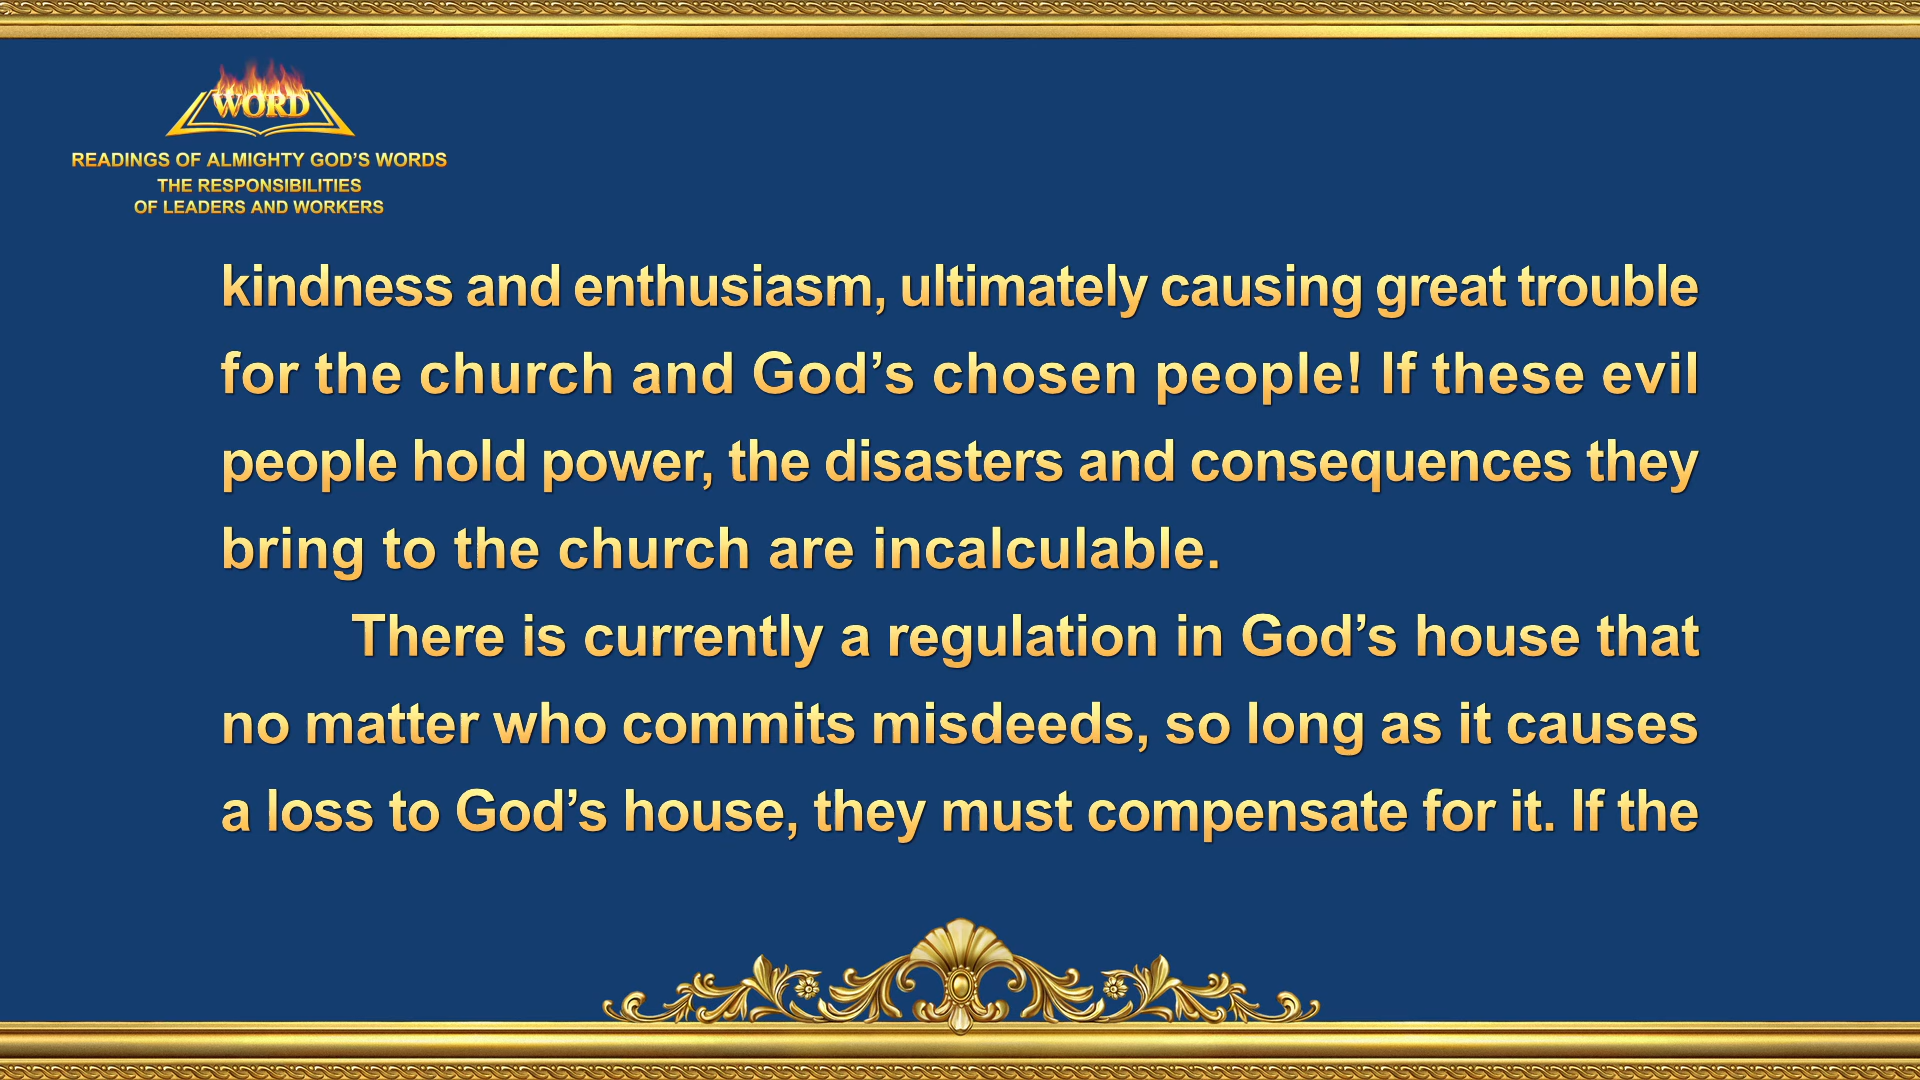 WORD
READINGS OF ALMIGHTY GOD’S WORDS
THE RESPONSIBILITIES
OF LEADERS AND WORKERS
kindness and enthusiasm, ultimately causing great trouble
for the church and God’s chosen people! If these evil
people hold power, the disasters and consequences they
bring to the church are incalculable.
There is currently a regulation in God’s house that
no matter who commits misdeeds, so long as it causes
a loss to God’s house, they must compensate for it. If the